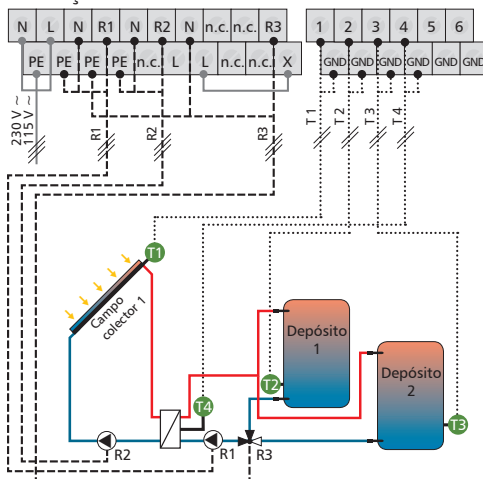 N L N R1 N R2 N n.c. n.c. R3 1 2 3 4 5 6
PE PE PE PE n.c. L L n.c. n.c. X GND GND GND GND GND GND
230 V ~
115 V ~
R1
R2
R3
T 1
T 2
T 3
T 4
T1
Campo
colector 1
Depósito
1
Depósito
2
T2
T4
T3
R2
R1
R3